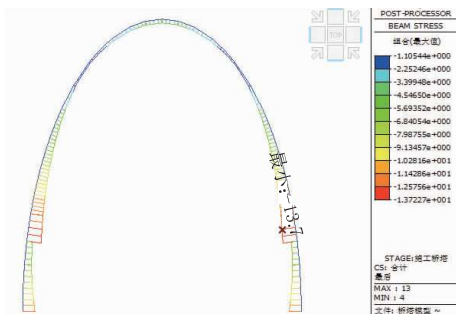 TOP
最小:-13.7
POST-PROCESSOR
BEAM STRESS
组合(最大值)
-1.10544e+000
-2.25246e+000
-3.39948e+000
-4.54650e+000
-5.69352e+000
-6.84054e+000
-7.98755e+000
-9.13457e+000
-1.02816e+001
-1.14286e+001
-1.25756e+001
-1.37227e+001
STAGE:施工桥塔
CS: 合计
最后
MAX : 13
MIN : 4
文件: 桥塔模型 ~